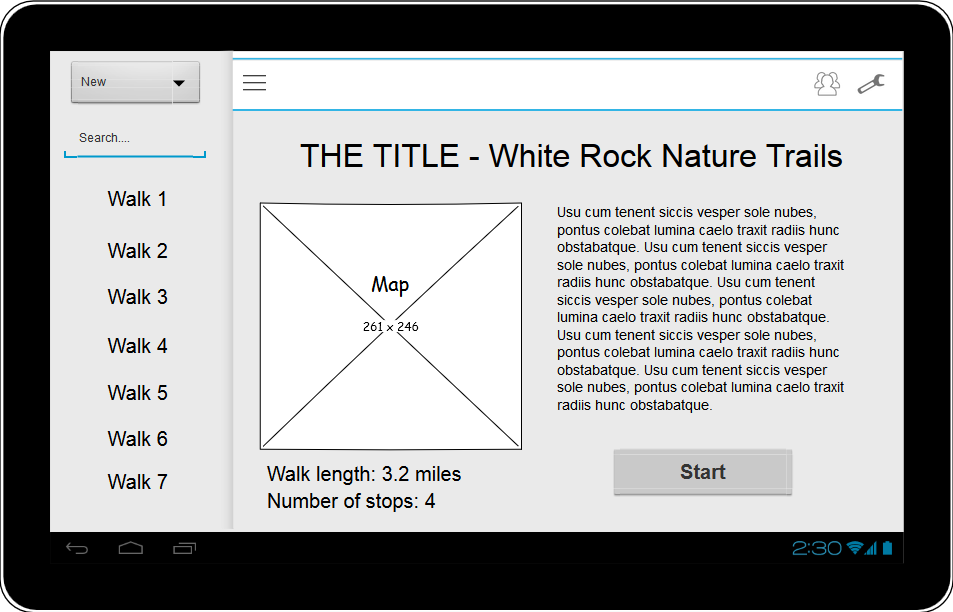 New
Search....
Walk 1
Walk 2
Walk 3
Walk 4
Walk 5
Walk 6
Walk 7
THE TITLE - White Rock Nature Trails
Map
261 x 246
Walk length: 3.2 miles
Number of stops: 4
Usu cum tenent siccis vesper sole nubes,
pontus colebat lumina caelo traxit radiis hunc
obstabatque. Usu cum tenent siccis vesper
sole nubes, pontus colebat lumina caelo traxit
radiis hunc obstabatque. Usu cum tenent
siccis vesper sole nubes, pontus colebat
lumina caelo traxit radiis hunc obstabatque.
Usu cum tenent siccis vesper sole nubes,
pontus colebat lumina caelo traxit radiis hunc
obstabatque. Usu cum tenent siccis vesper
sole nubes, pontus colebat lumina caelo traxit
radiis hunc obstabatque.
Start
2:30